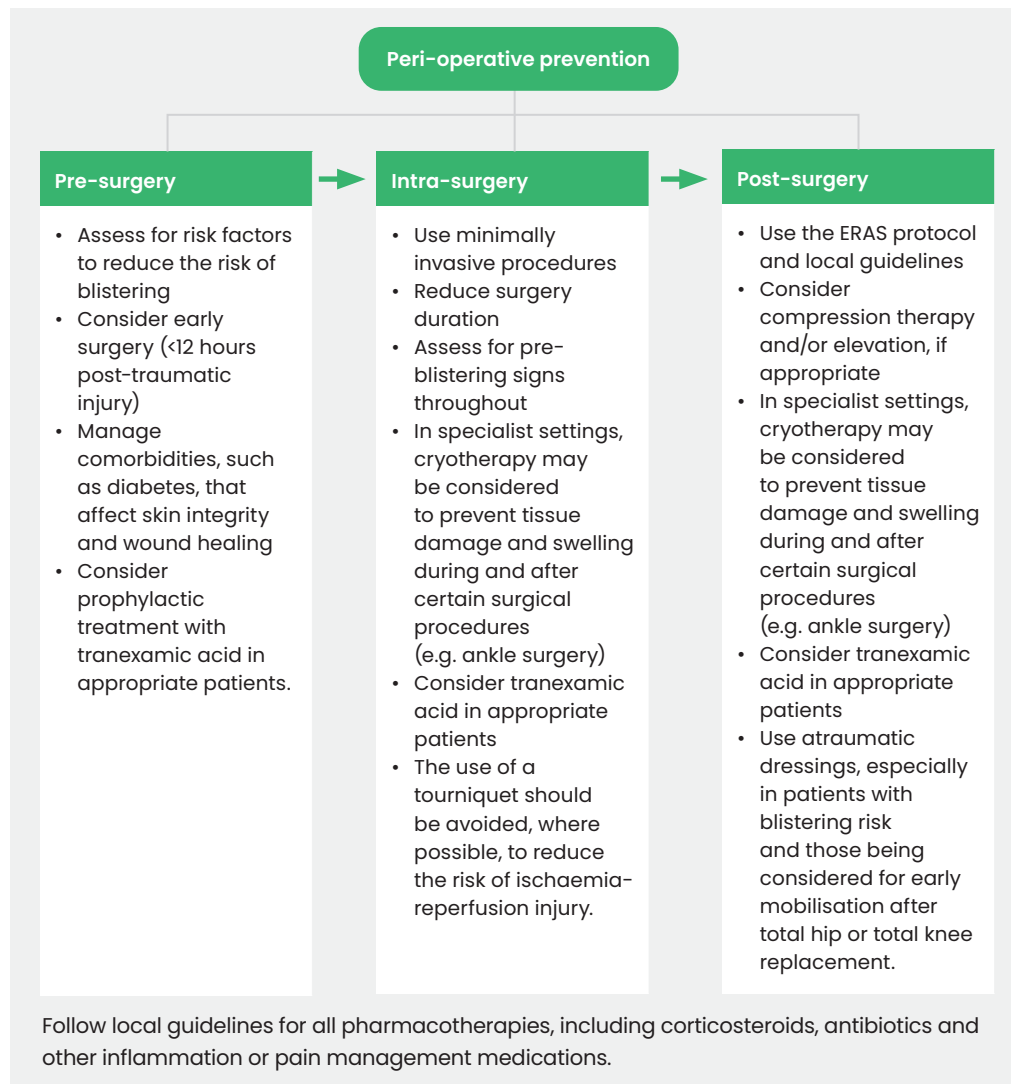 Peri-operative prevention
Pre-surgery
• Assess for risk factors
to reduce the risk of
blistering
• Consider early
surgery (<12 hours
post-traumatic
injury)
• Manage
comorbidities, such
as diabetes, that
affect skin integrity
and wound healing
• Consider
prophylactic
treatment with
tranexamic acid in
appropriate patients.
Intra-surgery
• Use minimally
invasive procedures
• Reduce surgery
duration
• Assess for pre-
blistering signs
throughout
• In specialist settings,
cryotherapy may
be considered
to prevent tissue
damage and swelling
during and after
certain surgical
procedures
(e.g. ankle surgery)
• Consider tranexamic
acid in appropriate
patients
• The use of a
tourniquet should
be avoided, where
possible, to reduce
the risk of ischaemia-
reperfusion injury.
Post-surgery
• Use the ERAS protocol
and local guidelines
• Consider
compression therapy
and/or elevation, if
appropriate
• In specialist settings,
cryotherapy may
be considered
to prevent tissue
damage and swelling
during and after
certain surgical
procedures
(e.g. ankle surgery)
• Consider tranexamic
acid in appropriate
patients
• Use atraumatic
dressings, especially
in patients with
blistering risk
and those being
considered for early
mobilisation after
total hip or total knee
replacement.
Follow local guidelines for all pharmacotherapies, including corticosteroids, antibiotics and
other inflammation or pain management medications.